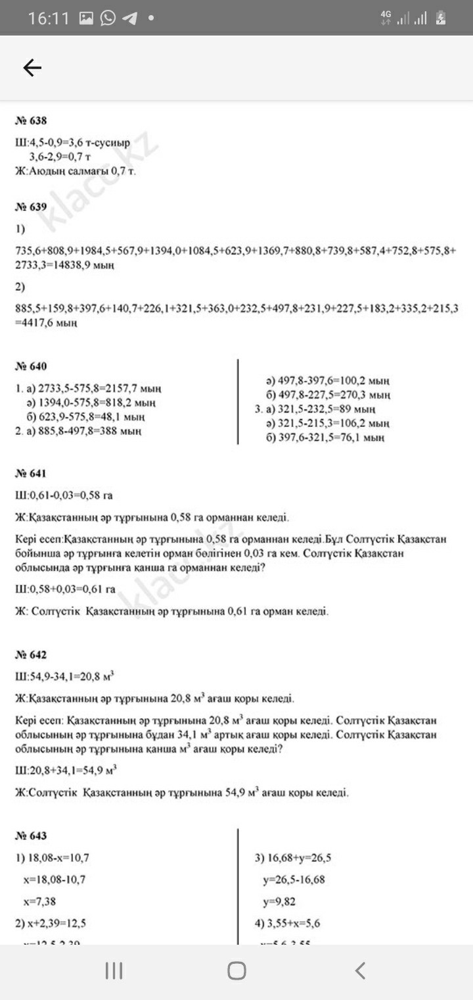 16:11
4G
№ 638
Ш:4,5-0,9=3,6 т-сусиыр
3,6-2,9=0,7 т
Ж:Аюдың салмағы 0,7 т.
klacc.kz
№ 639
1)
735,6+808,9+1984,5+567,9+1394,0+1084,5+623,9+1369,7+880,8+739,8+587,4+752,8+575,8+
2733,3=14838,9 мың
2)
885,5+159,8+397,6+140,7+226,1+321,5+363,0+232,5+497,8+231,9+227,5+183,2+335,2+215,3
=4417,6 мың
№ 640
1. а) 2733,5-575,8=2157,7 мың
ә) 1394,0-575,8=818,2 мың
б) 623,9-575,8=48,1 мың
2. а) 885,8-497,8=388 мың
ә) 497,8-397,6=100,2 мың
б) 497,8-227,5=270,3 мың
3. а) 321,5-232,5=89 мың
ә) 321,5-215,3=106,2 мың
б) 397,6-321,5=76,1 мың
№ 641
Ш:0,61-0,03=0,58 га
Ж:Қазақстанның әр тұрғынына 0,58 га орманнан келеді.
Кері есеп:Қазақстанның әр тұрғынына 0,58 га орманнан келеді.Бұл Солтүстік Қазақстан
бойынша әр тұрғынға келетін орман бөлігінен 0,03 га кем. Солтүстік Қазақстан
облысында әр тұрғынға қанша га орманнан келеді?
Ш:0,58+0,03=0,61 га
Ж: Солтүстік Қазақстанның әр тұрғынына 0,61 га орман келеді.
klacc.kz
№ 642
Ш:54,9-34,1=20,8 м³
Ж:Қазақстанның әр тұрғынына 20,8 м³ ағаш қоры келеді.
Кері есеп: Қазақстанның әр тұрғынына 20,8 м³ ағаш қоры келеді. Солтүстік Қазақстан
облысының әр тұрғынына бұдан 34,1 м³ артық ағаш қоры келеді. Солтүстік Қазақстан
облысының әр тұрғынына қанша м³ ағаш қоры келеді?
Ш:20,8+34,1=54,9 м³
Ж:Солтүстік Қазақстанның әр тұрғынына 54,9 м³ ағаш қоры келеді.
№ 643
1) 18,08-x=10,7
x=18,08-10,7
x=7,38
2) x+2,39=12,5
3) 16,68+y=26,5
y=26,5-16,68
y=9,82
4) 3,55+x=5,6